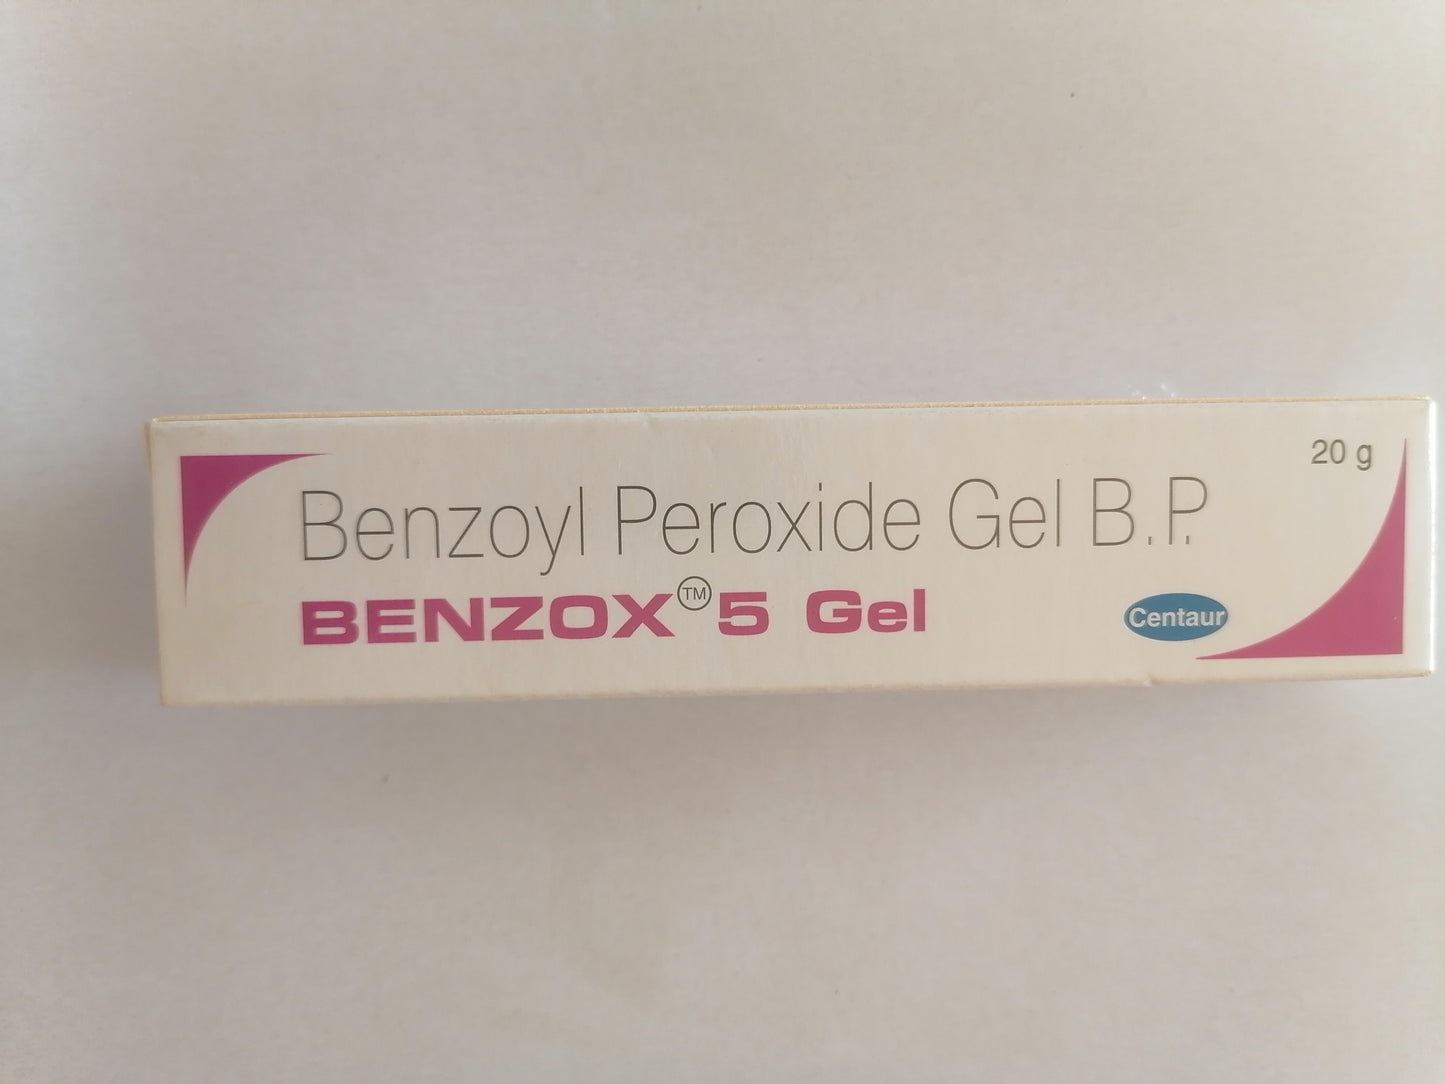 20 g
Benzoyl Peroxide Gel B.P.
BENZOX™ 5 Gel
Centaur